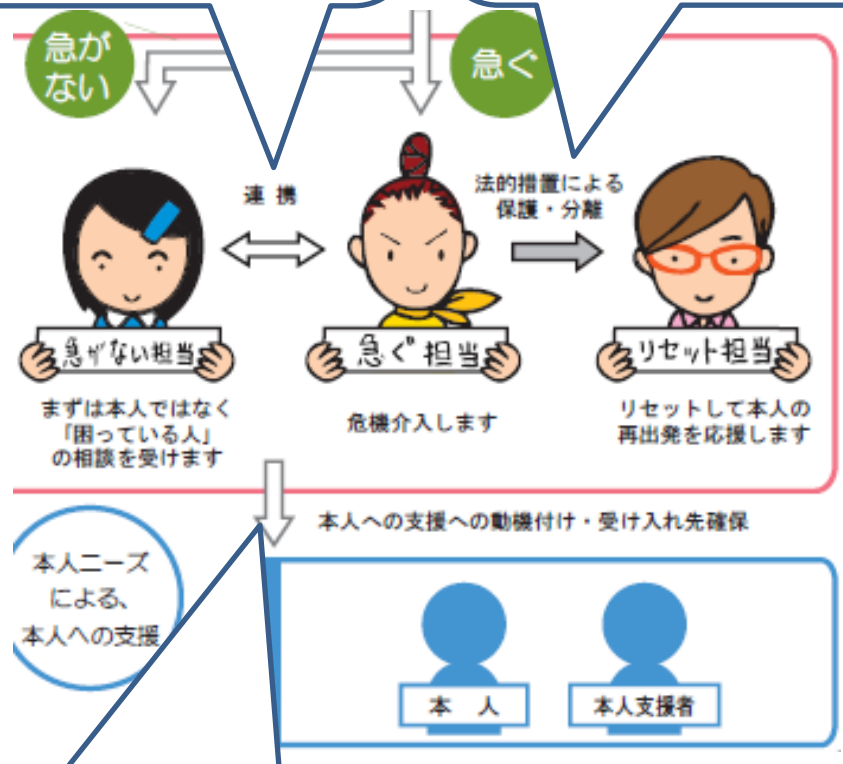 急が
ない
急ぐ
連 携
法的措置による
保護・分離
急がない担当
急ぐ担当
リセット担当
まずは本人ではなく
「困っている人」
の相談を受けます
危機介入します
リセットして本人の
再出発を応援します
本人への支援への動機付け・受け入れ先確保
本人ニーズ
による、
本人への支援
本 人
本人支援者